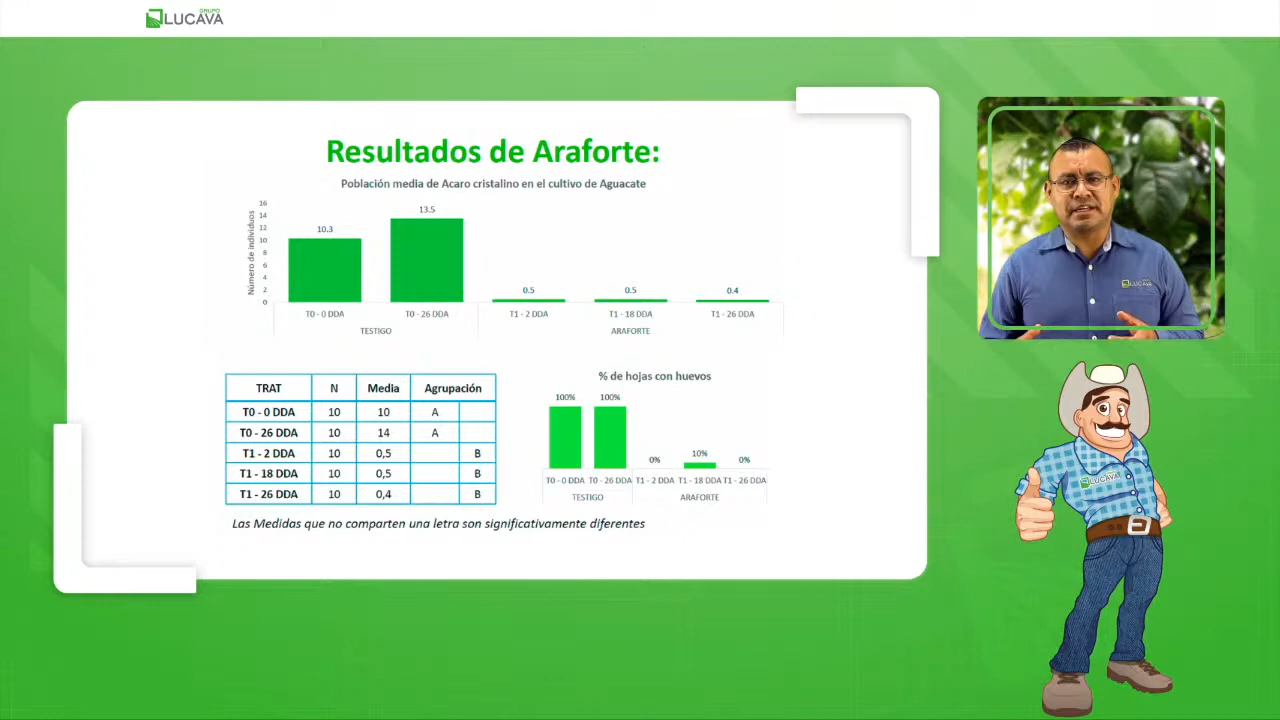 GRUPO
LUCAVA
Resultados de Araforte:
Población media de Acaro cristalino en el cultivo de Aguacate
Número de individuos
16
14
12
10
8
6
4
2
0
10.3
13.5
0.5
0.5
0.4
T0 - 0 DDA
T0 - 26 DDA
T1 - 2 DDA
T1 - 18 DDA
T1 - 26 DDA
TESTIGO
ARAFORTE
TRAT N Media Agrupación
T0 - 0 DDA 10 10 A
T0 - 26 DDA 10 14 A
T1 - 2 DDA 10 0,5 B
T1 - 18 DDA 10 0,5 B
T1 - 26 DDA 10 0,4 B
% de hojas con huevos
100%
100%
0%
10%
0%
T0 - 0 DDA T0 - 26 DDA T1 - 2 DDA T1 - 18 DDA T1 - 26 DDA
TESTIGO
ARAFORTE
Las Medidas que no comparten una letra son significativamente diferentes
LUCAVA
LUCAVA